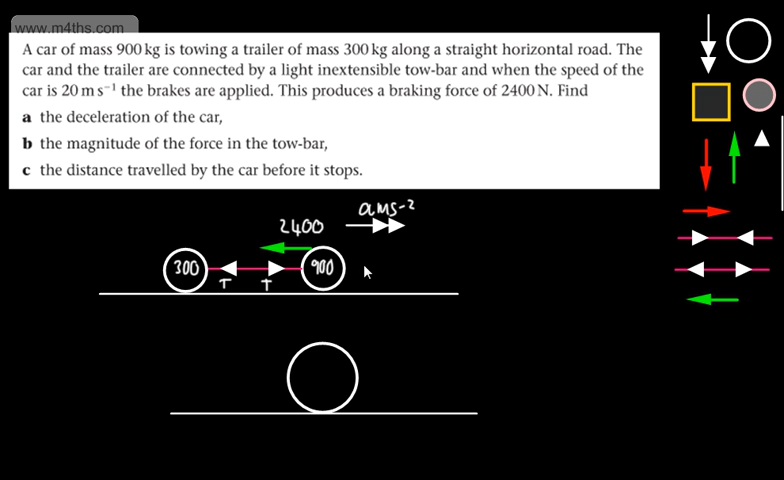 www.m4ths.com
A car of mass 900 kg is towing a trailer of mass 300 kg along a straight horizontal road. The
car and the trailer are connected by a light inextensible tow-bar and when the speed of the
car is 20 m s⁻¹ the brakes are applied. This produces a braking force of 2400 N. Find
a the deceleration of the car,
b the magnitude of the force in the tow-bar,
c the distance travelled by the car before it stops.
ams⁻²
2400
300 900
T T